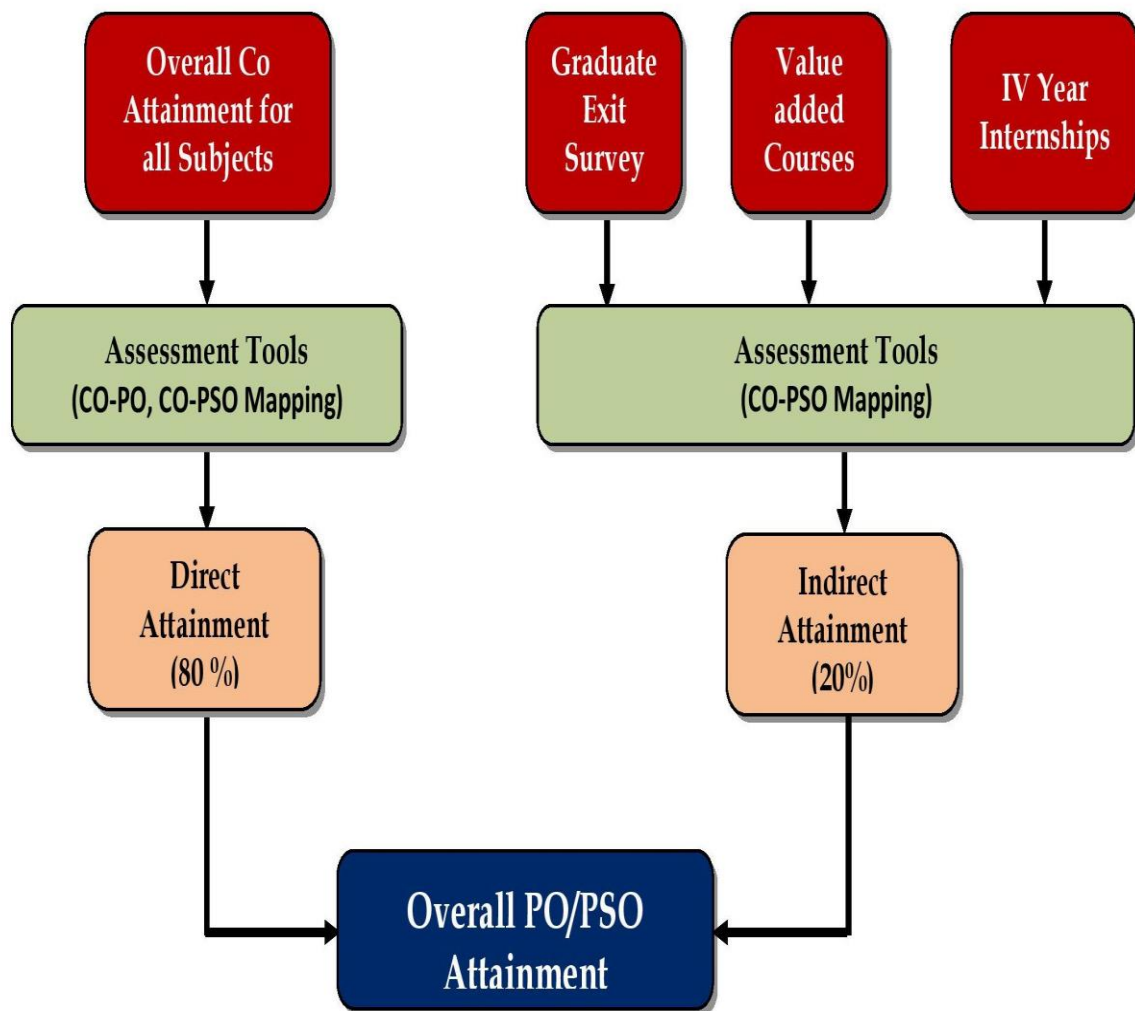 Overall Co
Attainment for
all Subjects
Graduate
Exit
Survey
Value
added
Courses
IV Year
Internships
Assessment Tools
(CO-PO, CO-PSO Mapping)
Assessment Tools
(CO-PSO Mapping)
Direct
Attainment
(80 %)
Indirect
Attainment
(20%)
Overall PO/PSO
Attainment